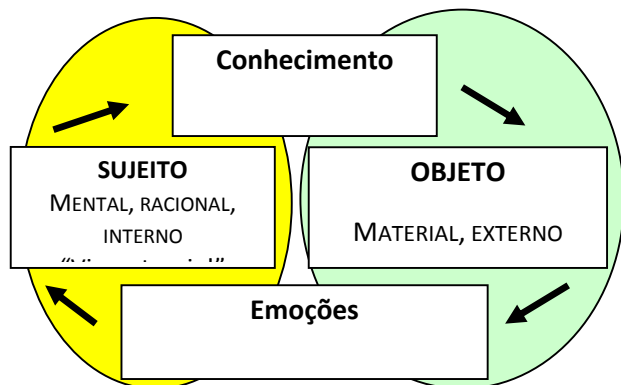 Conhecimento
SUJEITO
MENTAL, RACIONAL,
INTERNO
OBJETO
MATERIAL, EXTERNO
Emoções